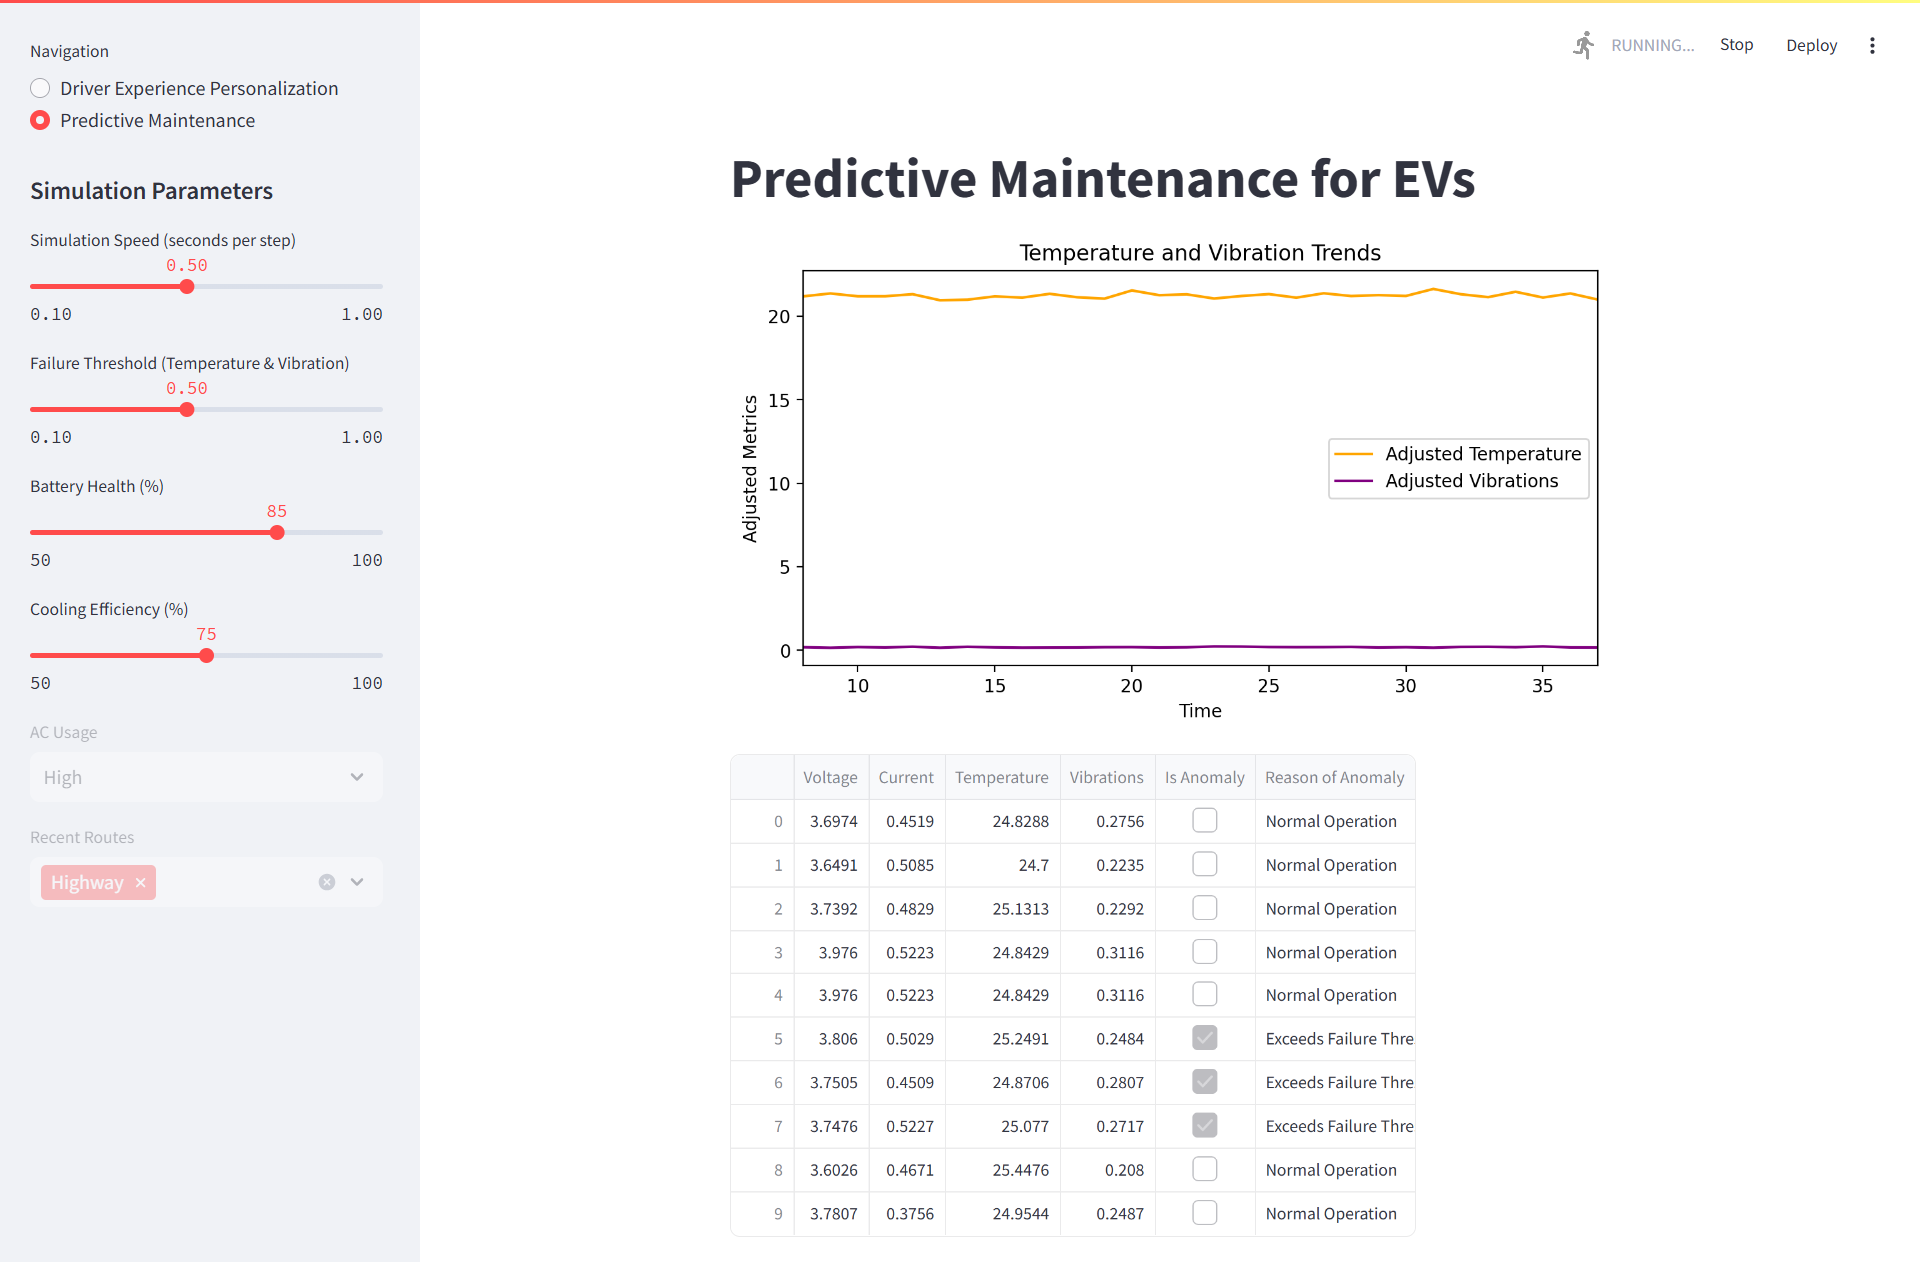 Navigation
Driver Experience Personalization
Predictive Maintenance
Simulation Parameters
Simulation Speed (seconds per step)
0.50
0.10 1.00
Failure Threshold (Temperature & Vibration)
0.50
0.10 1.00
Battery Health (%)
85
50 100
Cooling Efficiency (%)
75
50 100
AC Usage
High
Recent Routes
Highway
RUNNING... Stop Deploy
Predictive Maintenance for EVs
Temperature and Vibration Trends
Adjusted Metrics
20
15
10
5
0
Adjusted Temperature
Adjusted Vibrations
10 15 20 25 30 35
Time
Voltage Current Temperature Vibrations Is Anomaly Reason of Anomaly
0 3.6974 0.4519 24.8288 0.2756 Normal Operation
1 3.6491 0.5085 24.7 0.2235 Normal Operation
2 3.7392 0.4829 25.1313 0.2292 Normal Operation
3 3.976 0.5223 24.8429 0.3116 Normal Operation
4 3.976 0.5223 24.8429 0.3116 Normal Operation
5 3.806 0.5029 25.2491 0.2484 Exceeds Failure Thre
6 3.7505 0.4509 24.8706 0.2807 Exceeds Failure Thre
7 3.7476 0.5227 25.077 0.2717 Exceeds Failure Thre
8 3.6026 0.4671 25.4476 0.208 Normal Operation
9 3.7807 0.3756 24.9544 0.2487 Normal Operation